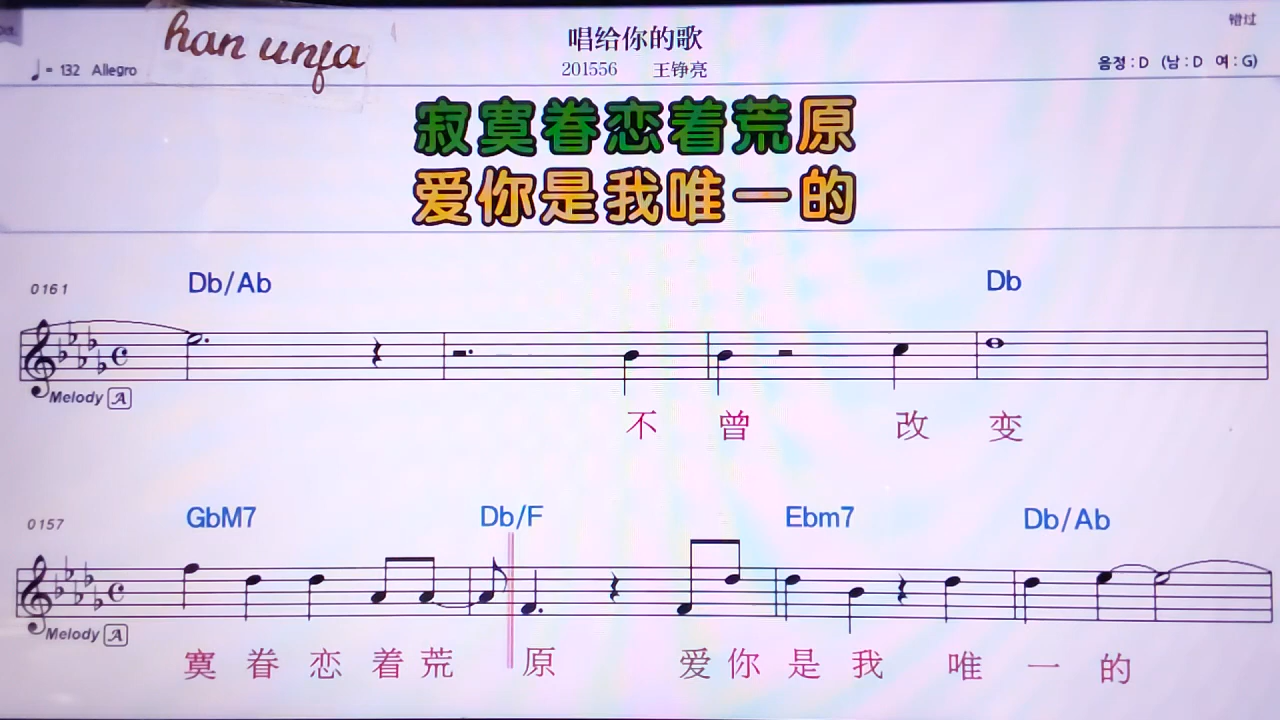 han unfa
唱给你的歌
错过
♩= 132 Allegro
201556 王铮亮
음정 : D (남 : D 여 : G)
寂寞眷恋着荒原
爱你是我唯一的
0161 Db/Ab Db
Melody A
不 曾 改 变
0157 GbM7 Db/F Ebm7 Db/Ab
Melody A
寞 眷 恋 着 荒 原 爱 你 是 我 唯 一 的